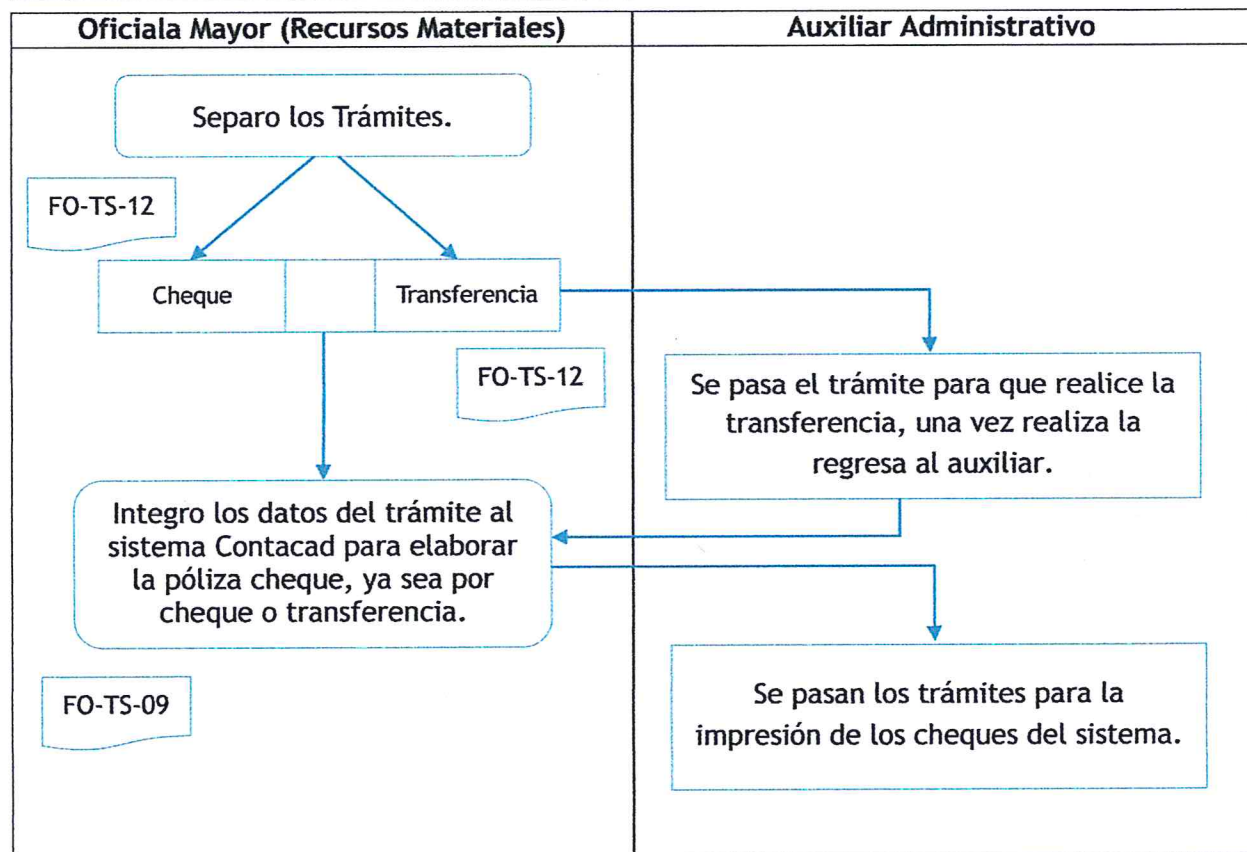 Oficiala Mayor (Recursos Materiales)
Auxiliar Administrativo
Separo los Trámites.
FO-TS-12
Cheque
Transferencia
FO-TS-12
Se pasa el trámite para que realice la
transferencia, una vez realiza la
regresa al auxiliar.
Integro los datos del trámite al
sistema Contacad para elaborar
la póliza cheque, ya sea por
cheque o transferencia.
FO-TS-09
Se pasan los trámites para la
impresión de los cheques del sistema.